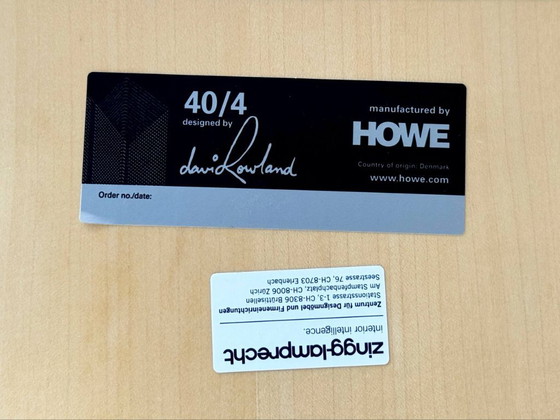 40/4
designed by
david Rowland
Order no./date:
manufactured by
HOWE
Country of origin: Denmark
www.howe.com
zingg-lamprecht
interior intelligence.
Zentrum für Designmöbel und Firmeneinrichtungen
Stationsstrasse 1-3, CH-8306 Brüttisellen
Am Stampfenbachplatz, CH-8006 Zürich
Seestrasse 76, CH-8703 Erlenbach